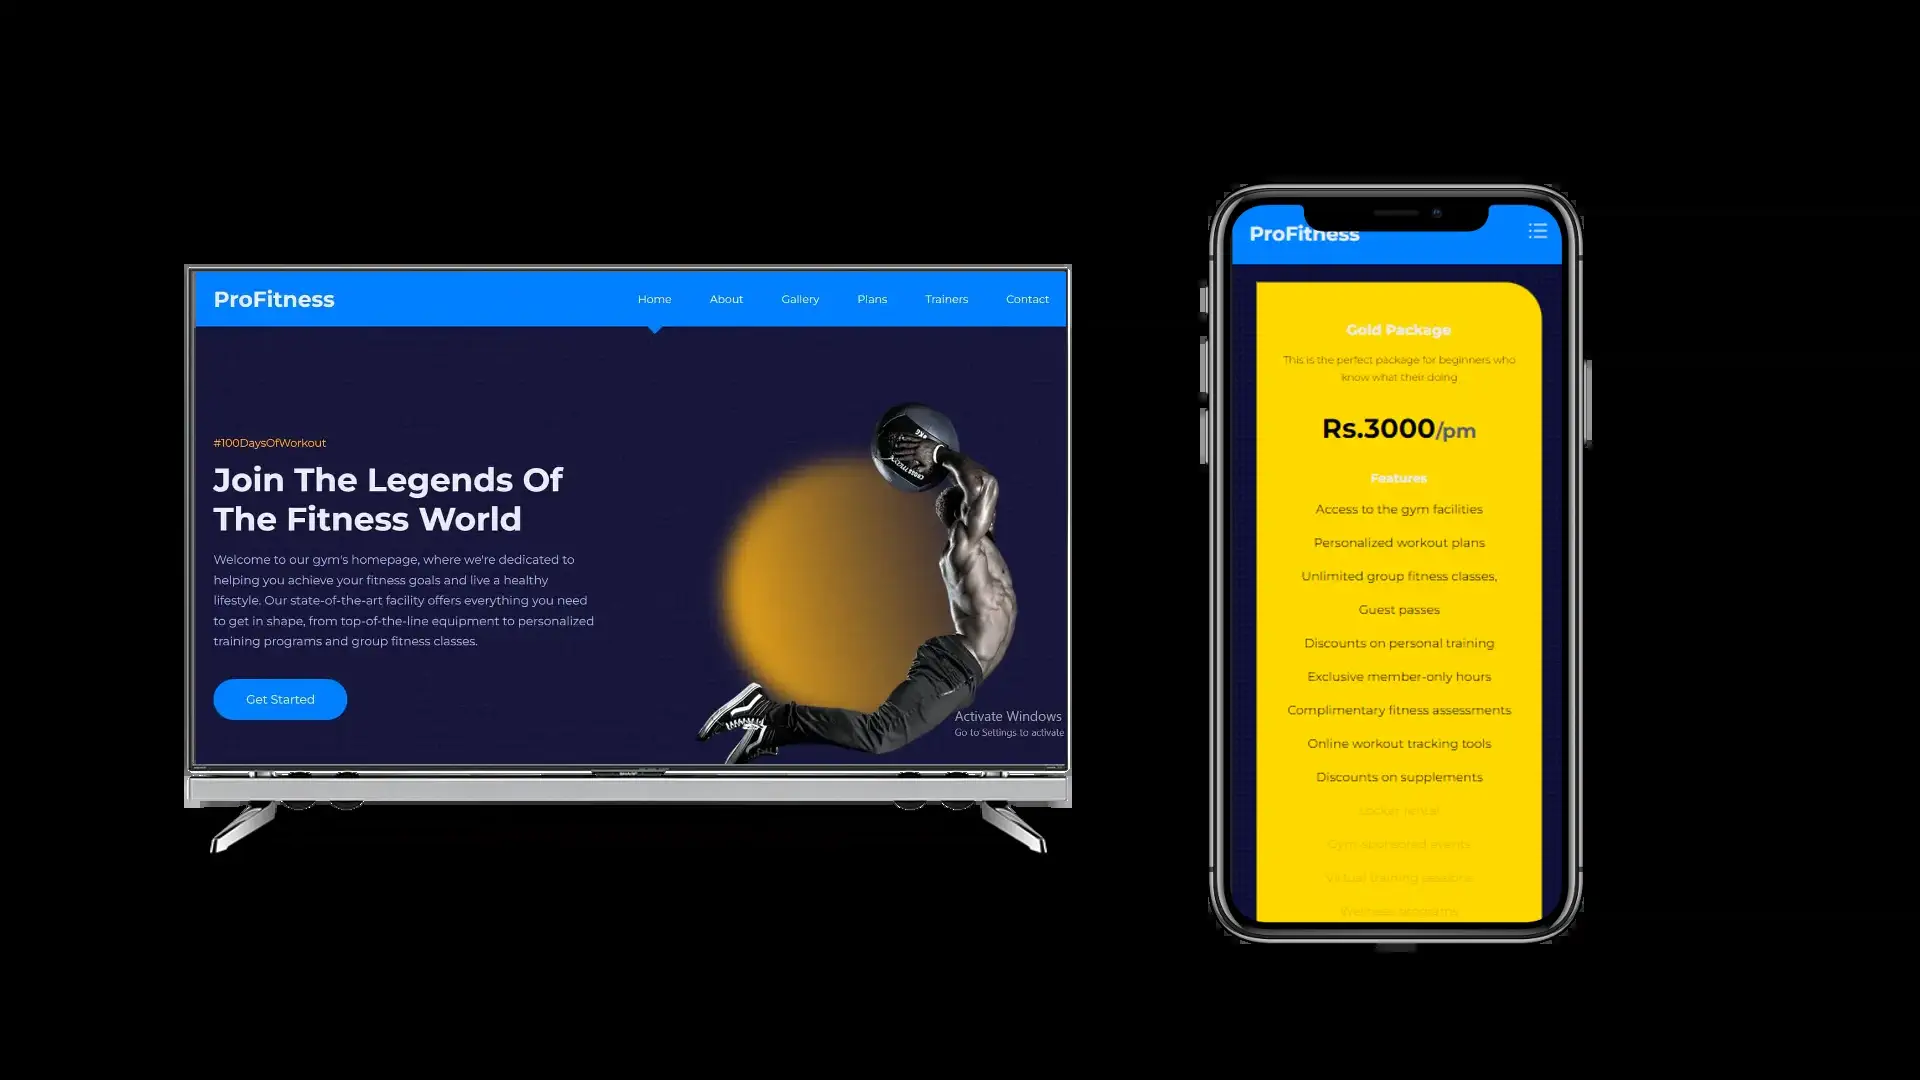 ProFitness
Home About Gallery Plans Trainers Contact
#100DaysOfWorkout
Join The Legends Of
The Fitness World
Welcome to our gym's homepage, where we're dedicated to
helping you achieve your fitness goals and live a healthy
lifestyle. Our state-of-the-art facility offers everything you need
to get in shape, from top-of-the-line equipment to personalized
training programs and group fitness classes.
Get Started
Activate Windows
Go to Settings to activate
ProFitness
Gold Package
This is the perfect package for beginners who
know what their doing
Rs.3000/pm
Features
Access to the gym facilities
Personalized workout plans
Unlimited group fitness classes,
Guest passes
Discounts on personal training
Exclusive member-only hours
Complimentary fitness assessments
Online workout tracking tools
Discounts on supplements
Locker rental
Gym-sponsored events
Virtual training sessions
Wellness programs